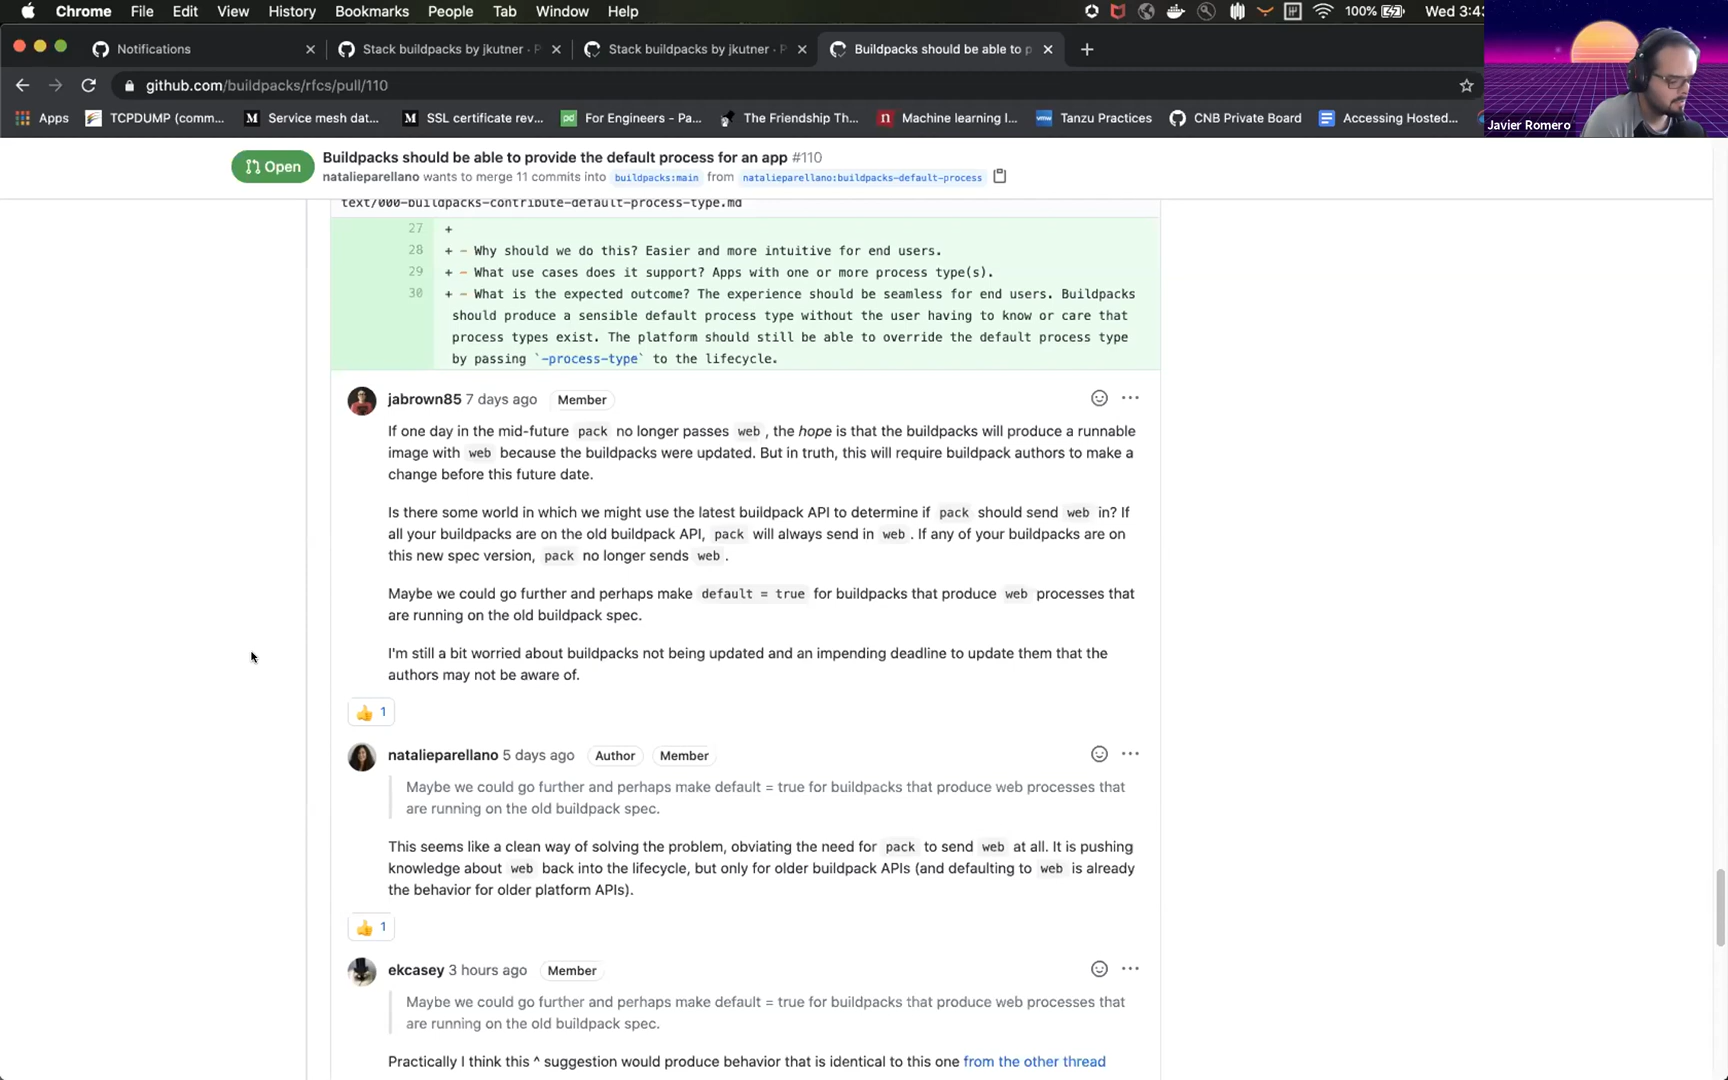 Chrome File Edit View History Bookmarks People Tab Window Help 100% Wed 3:43
Notifications Stack buildpacks by jkutner · Stack buildpacks by jkutner · Buildpacks should be able to p
github.com/buildpacks/rfcs/pull/110
Apps TCPDUMP (comm... Service mesh dat... SSL certificate rev... For Engineers - Pa... The Friendship Th... Machine learning I... Tanzu Practices CNB Private Board Accessing Hosted...
Javier Romero
Open Buildpacks should be able to provide the default process for an app #110
natalieparellano wants to merge 11 commits into buildpacks:main from natalieparellano:buildpacks-default-process
text/000-buildpacks-contribute-default-process-type.md
27 +
28 + - Why should we do this? Easier and more intuitive for end users.
29 + - What use cases does it support? Apps with one or more process type(s).
30 + - What is the expected outcome? The experience should be seamless for end users. Buildpacks
should produce a sensible default process type without the user having to know or care that
process types exist. The platform should still be able to override the default process type
by passing `-process-type` to the lifecycle.
jabrown85 7 days ago Member
If one day in the mid-future pack no longer passes web , the hope is that the buildpacks will produce a runnable
image with web because the buildpacks were updated. But in truth, this will require buildpack authors to make a
change before this future date.
Is there some world in which we might use the latest buildpack API to determine if pack should send web in? If
all your buildpacks are on the old buildpack API, pack will always send in web . If any of your buildpacks are on
this new spec version, pack no longer sends web .
Maybe we could go further and perhaps make default = true for buildpacks that produce web processes that
are running on the old buildpack spec.
I'm still a bit worried about buildpacks not being updated and an impending deadline to update them that the
authors may not be aware of.
1
natalieparellano 5 days ago Author Member
Maybe we could go further and perhaps make default = true for buildpacks that produce web processes that
are running on the old buildpack spec.
This seems like a clean way of solving the problem, obviating the need for pack to send web at all. It is pushing
knowledge about web back into the lifecycle, but only for older buildpack APIs (and defaulting to web is already
the behavior for older platform APIs).
1
ekcasey 3 hours ago Member
Maybe we could go further and perhaps make default = true for buildpacks that produce web processes that
are running on the old buildpack spec.
Practically I think this ^ suggestion would produce behavior that is identical to this one from the other thread